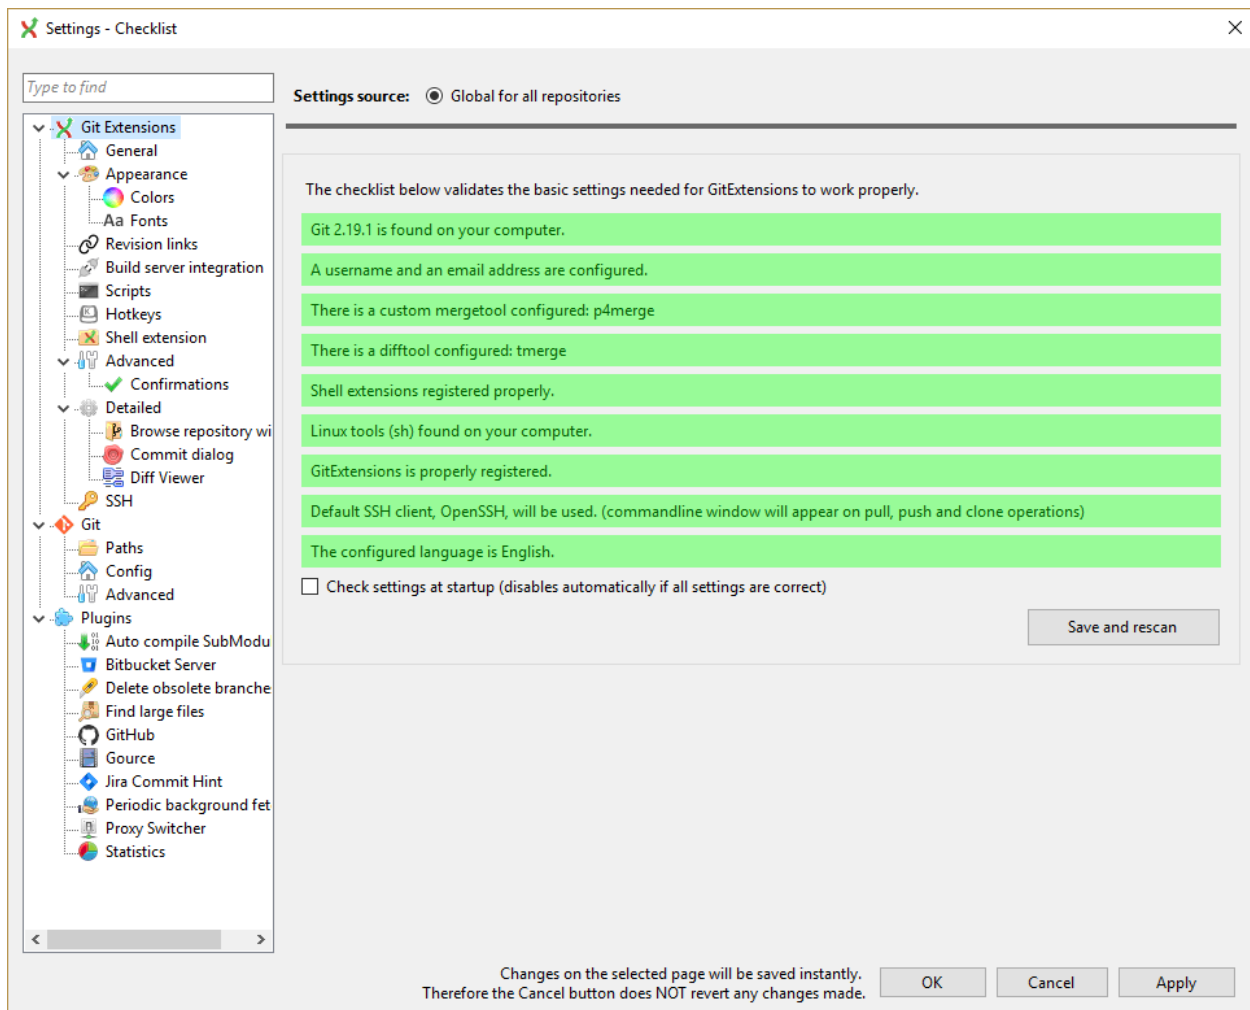 Settings - Checklist
Type to find
Git Extensions
General
Appearance
Colors
Aa Fonts
Revision links
Build server integration
Scripts
Hotkeys
Shell extension
Advanced
Confirmations
Detailed
Browse repository wi
Commit dialog
Diff Viewer
SSH
Git
Paths
Config
Advanced
Plugins
Auto compile SubModu
Bitbucket Server
Delete obsolete branche
Find large files
GitHub
Gource
Jira Commit Hint
Periodic background fet
Proxy Switcher
Statistics
Settings source: Global for all repositories
The checklist below validates the basic settings needed for GitExtensions to work properly.
Git 2.19.1 is found on your computer.
A username and an email address are configured.
There is a custom mergetool configured: p4merge
There is a difftool configured: tmerge
Shell extensions registered properly.
Linux tools (sh) found on your computer.
GitExtensions is properly registered.
Default SSH client, OpenSSH, will be used. (commandline window will appear on pull, push and clone operations)
The configured language is English.
Check settings at startup (disables automatically if all settings are correct)
Save and rescan
Changes on the selected page will be saved instantly.
Therefore the Cancel button does NOT revert any changes made.
OK
Cancel
Apply